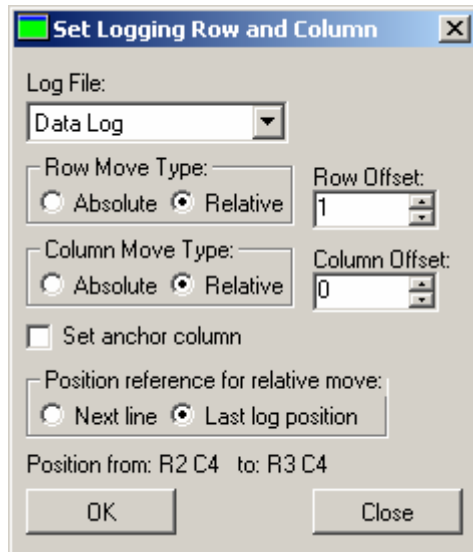 Set Logging Row and Column
Log File:
Data Log
Row Move Type:
Absolute Relative
Row Offset:
1
Column Move Type:
Absolute Relative
Column Offset:
0
Set anchor column
Position reference for relative move:
Next line Last log position
Position from: R2 C4 to: R3 C4
OK Close